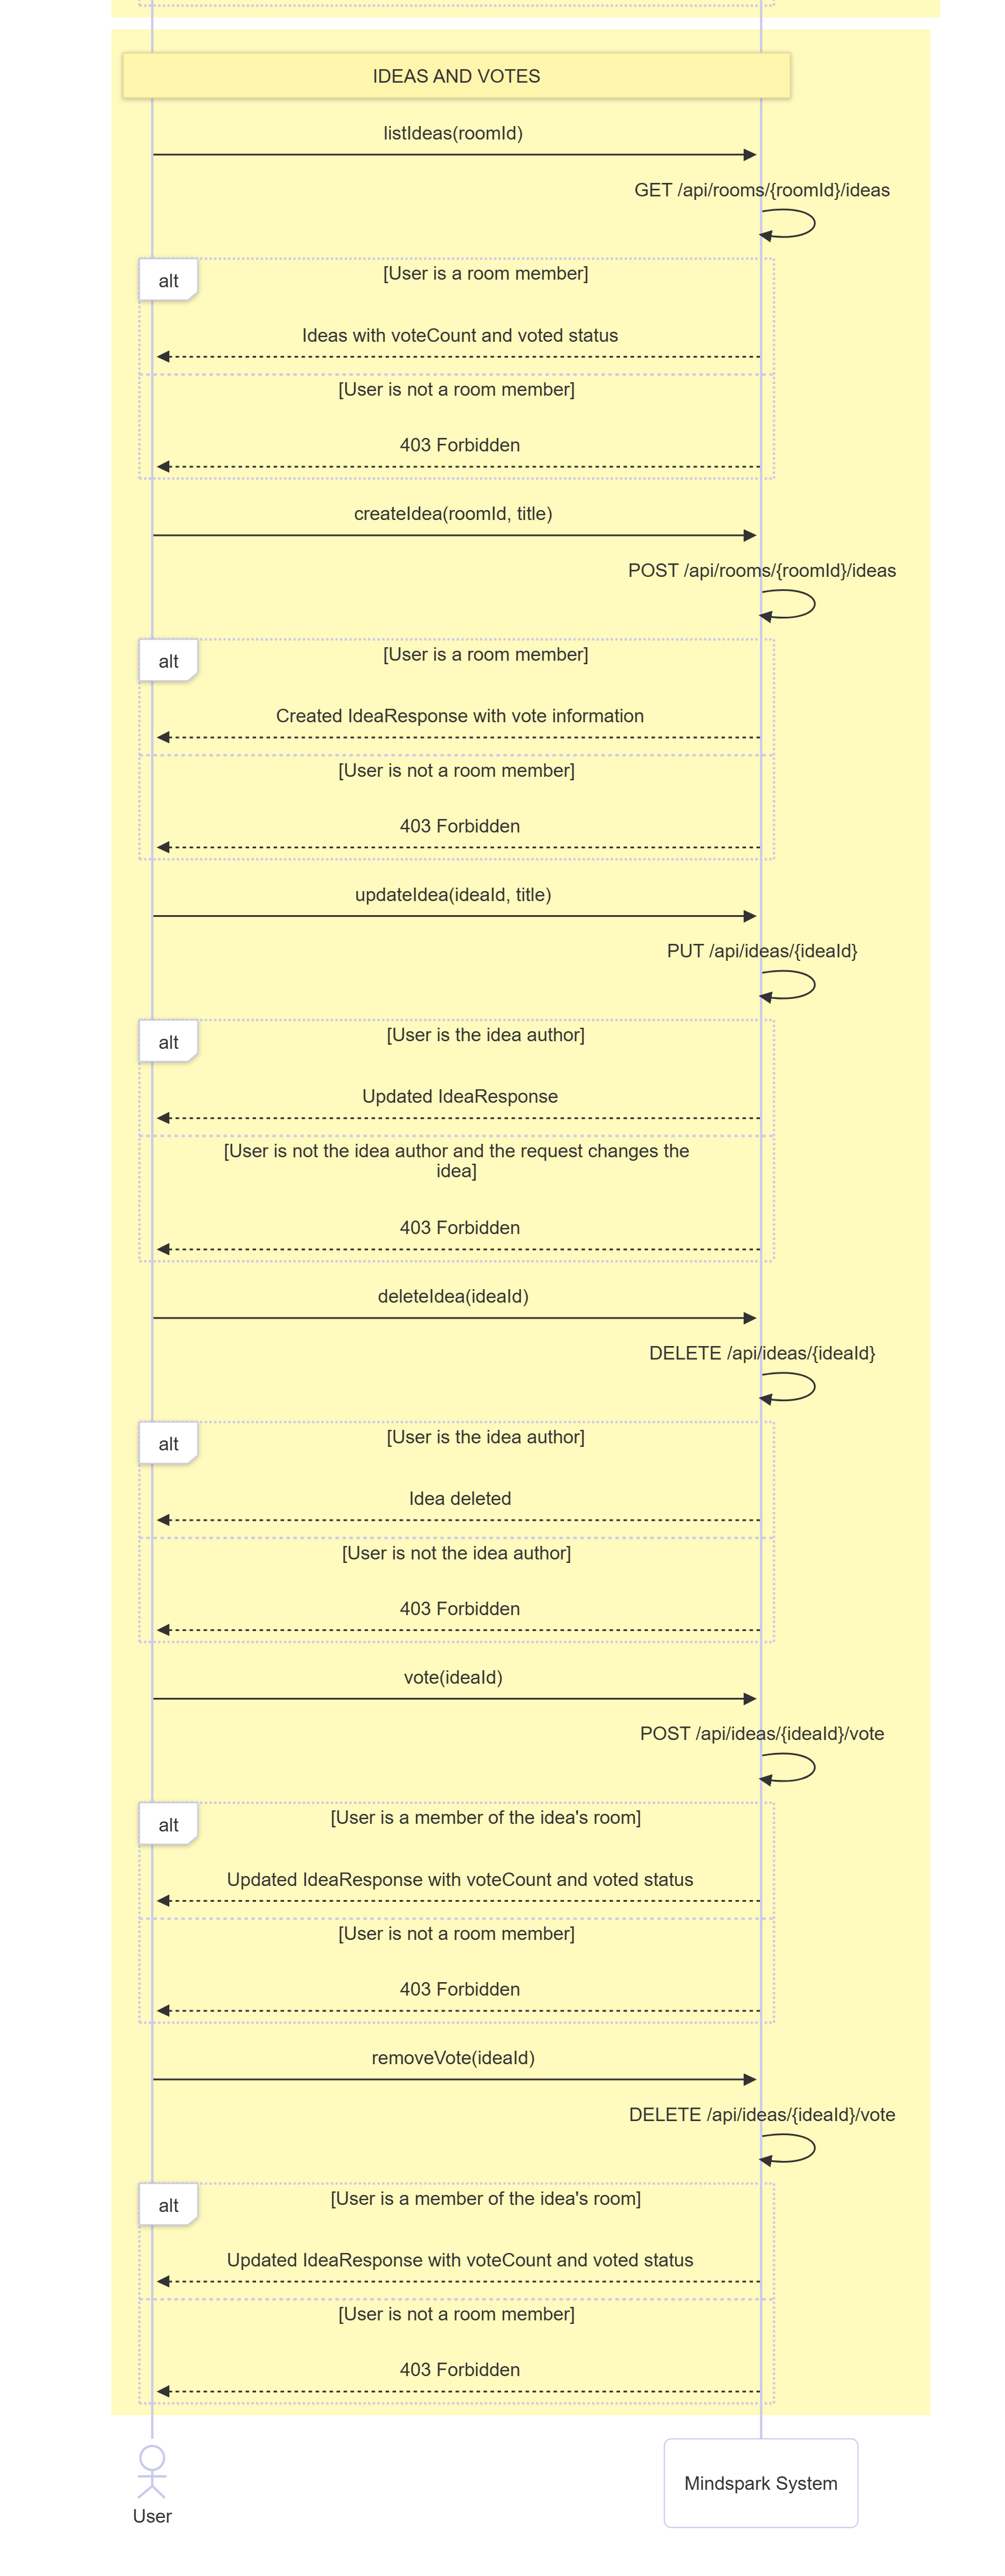 IDEAS AND VOTES
listIdeas(roomId)
GET /api/rooms/{roomId}/ideas
alt
[User is a room member]
Ideas with voteCount and voted status
[User is not a room member]
403 Forbidden
createIdea(roomId, title)
POST /api/rooms/{roomId}/ideas
alt
[User is a room member]
Created IdeaResponse with vote information
[User is not a room member]
403 Forbidden
updateIdea(ideaId, title)
PUT /api/ideas/{ideaId}
alt
[User is the idea author]
Updated IdeaResponse
[User is not the idea author and the request changes the
idea]
403 Forbidden
deleteIdea(ideaId)
DELETE /api/ideas/{ideaId}
alt
[User is the idea author]
Idea deleted
[User is not the idea author]
403 Forbidden
vote(ideaId)
POST /api/ideas/{ideaId}/vote
alt
[User is a member of the idea's room]
Updated IdeaResponse with voteCount and voted status
[User is not a room member]
403 Forbidden
removeVote(ideaId)
DELETE /api/ideas/{ideaId}/vote
alt
[User is a member of the idea's room]
Updated IdeaResponse with voteCount and voted status
[User is not a room member]
403 Forbidden
Mindspark System
User